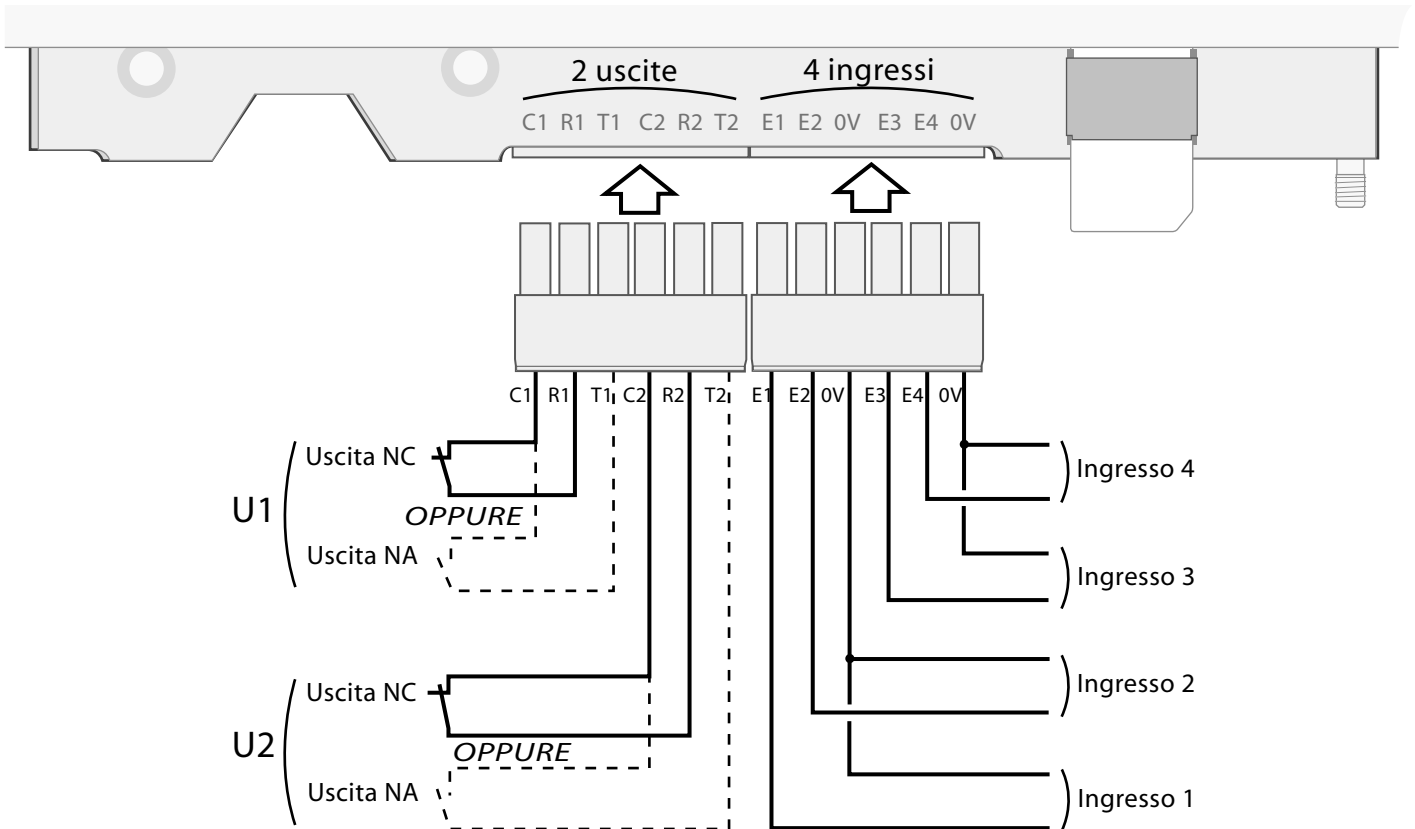 2 uscite 4 ingressi
C1 R1 T1 C2 R2 T2 E1 E2 0V E3 E4 0V
C1 R1 T1 C2 R2 T2 E1 E2 0V E3 E4 0V
U1
Uscita NC
OPPURE
Uscita NA
U2
Uscita NC
OPPURE
Uscita NA
Ingresso 4
Ingresso 3
Ingresso 2
Ingresso 1